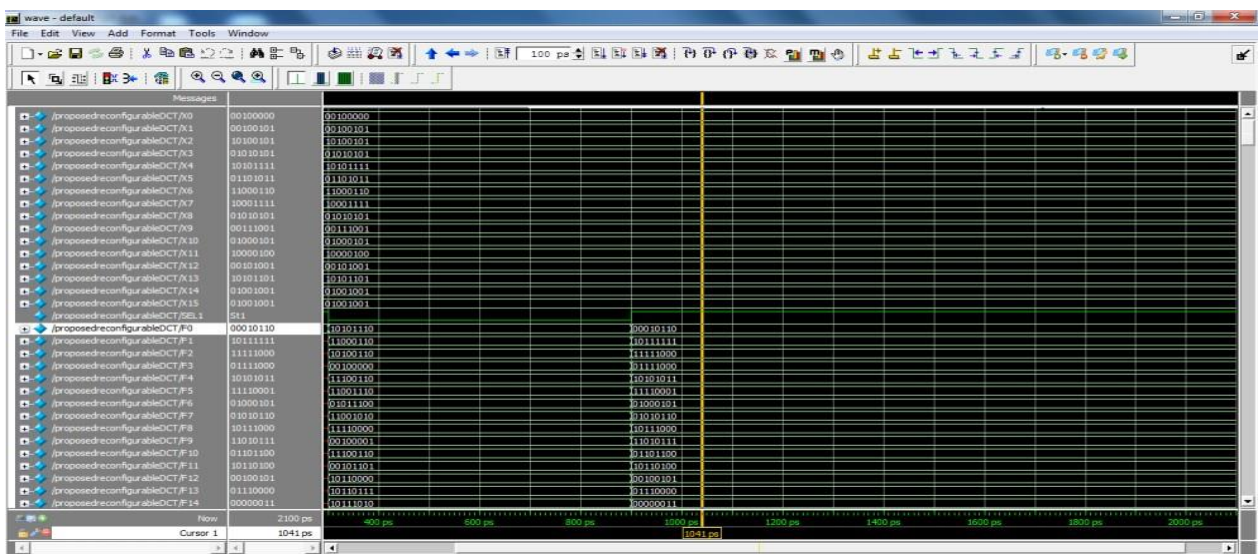 wave - default
File Edit View Add Format Tools Window
100 ps
Messages
/proposedreconfigurableDCT/X0 00100000 00100000
/proposedreconfigurableDCT/X1 00100101 00100101
/proposedreconfigurableDCT/X2 10100101 10100101
/proposedreconfigurableDCT/X3 01010101 01010101
/proposedreconfigurableDCT/X4 10101111 10101111
/proposedreconfigurableDCT/X5 01101011 01101011
/proposedreconfigurableDCT/X6 11000110 11000110
/proposedreconfigurableDCT/X7 10001111 10001111
/proposedreconfigurableDCT/X8 01010101 01010101
/proposedreconfigurableDCT/X9 00111001 00111001
/proposedreconfigurableDCT/X10 01000101 01000101
/proposedreconfigurableDCT/X11 10000100 10000100
/proposedreconfigurableDCT/X12 00101001 00101001
/proposedreconfigurableDCT/X13 10101101 10101101
/proposedreconfigurableDCT/X14 01001001 01001001
/proposedreconfigurableDCT/X15 01001001 01001001
/proposedreconfigurableDCT/SEL1 St1
/proposedreconfigurableDCT/F0 00010110 10101110 00010110
/proposedreconfigurableDCT/F1 10111111 11000110 10111111
/proposedreconfigurableDCT/F2 11111000 10100110 11111000
/proposedreconfigurableDCT/F3 01111000 00100000 01111000
/proposedreconfigurableDCT/F4 10101011 11100110 10101011
/proposedreconfigurableDCT/F5 11110001 11001110 11110001
/proposedreconfigurableDCT/F6 01000101 01011100 01000101
/proposedreconfigurableDCT/F7 01010110 11001010 01010110
/proposedreconfigurableDCT/F8 10111000 11110000 10111000
/proposedreconfigurableDCT/F9 11010111 00100001 11010111
/proposedreconfigurableDCT/F10 01101100 11100110 01101100
/proposedreconfigurableDCT/F11 10110100 00101101 10110100
/proposedreconfigurableDCT/F12 00100101 10110000 00100101
/proposedreconfigurableDCT/F13 01110000 10110111 01110000
/proposedreconfigurableDCT/F14 00000011 10111010 00000011
Now 2100 ps 400 ps 600 ps 800 ps 1000 ps 1200 ps 1400 ps 1600 ps 1800 ps 2000 ps
Cursor 1 1041 ps 1041 ps